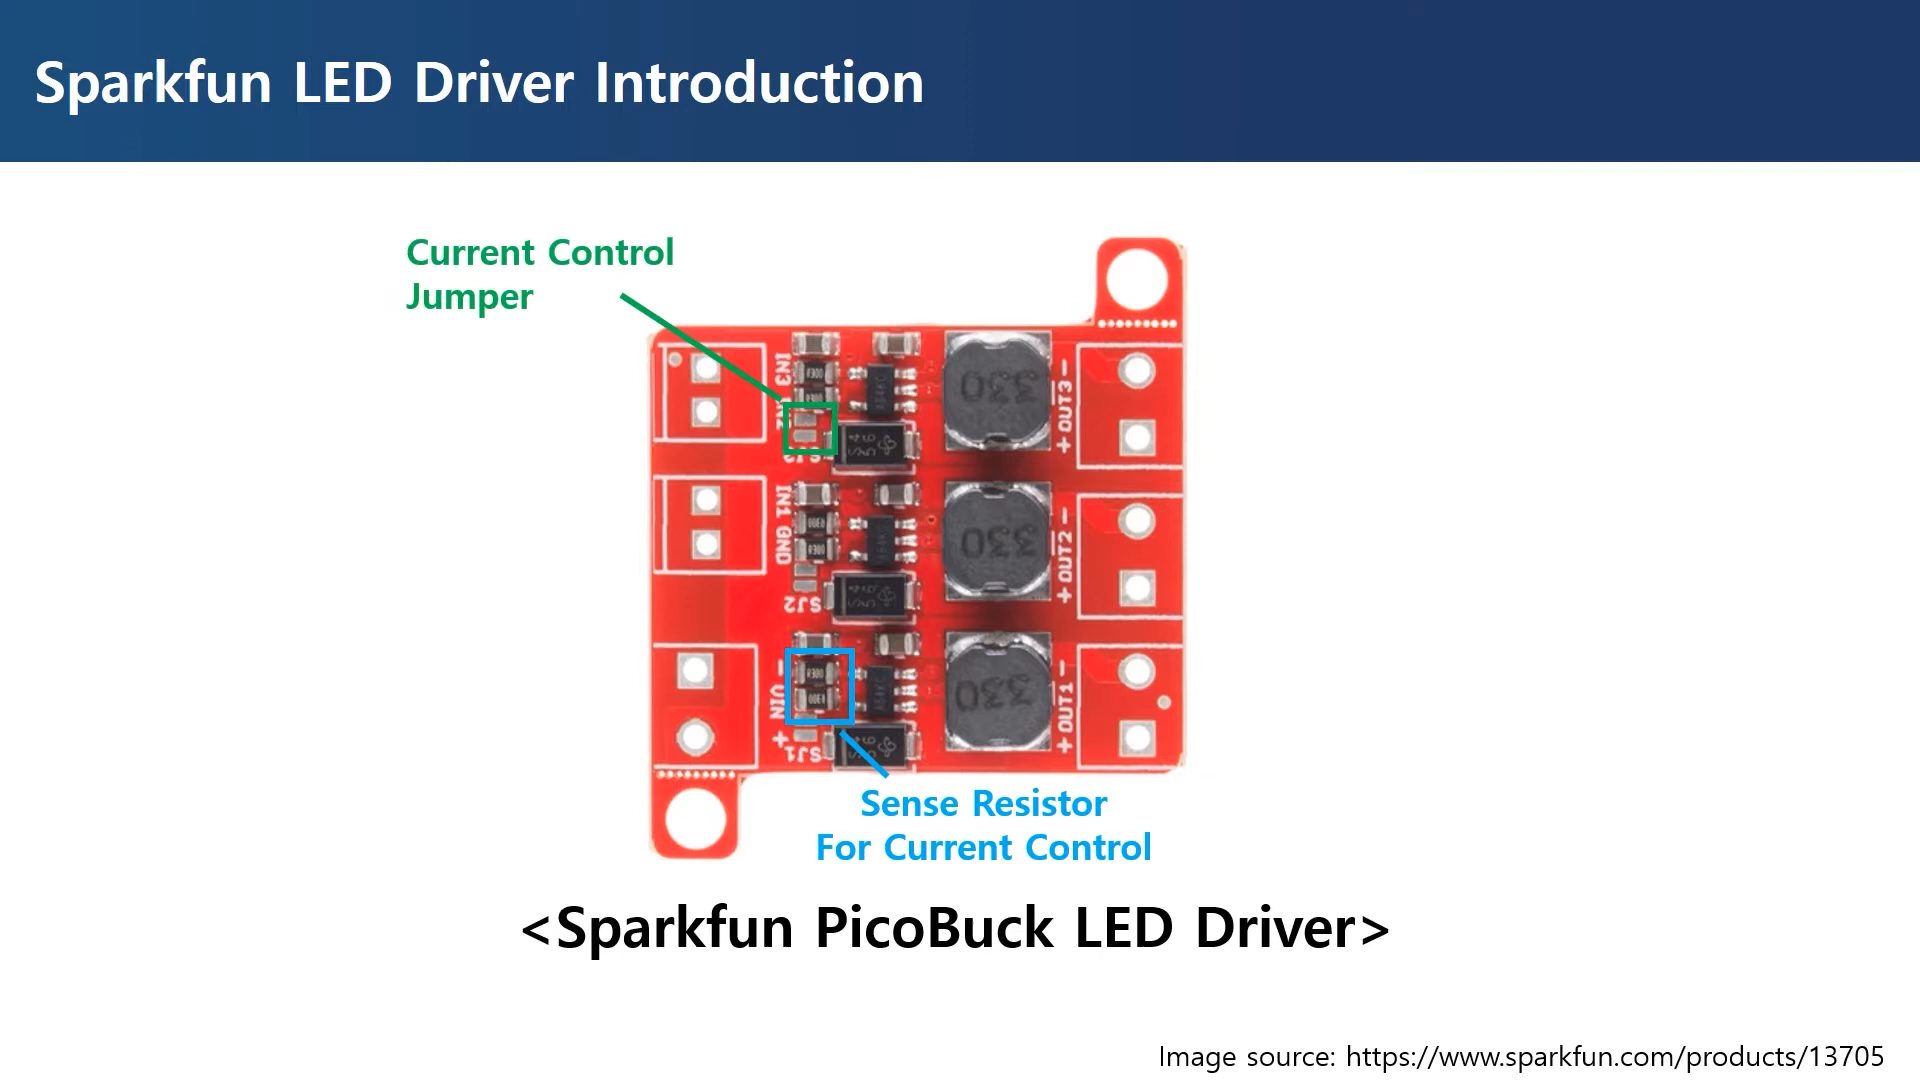 Sparkfun LED Driver Introduction
Current Control
Jumper
IN3
330
- OUT3 +
SJ3
IN1 GND
330
- OUT2 +
SJ2
- VIN +
330
- OUT1 +
SJ1
Sense Resistor
For Current Control
<Sparkfun PicoBuck LED Driver>
Image source: https://www.sparkfun.com/products/13705